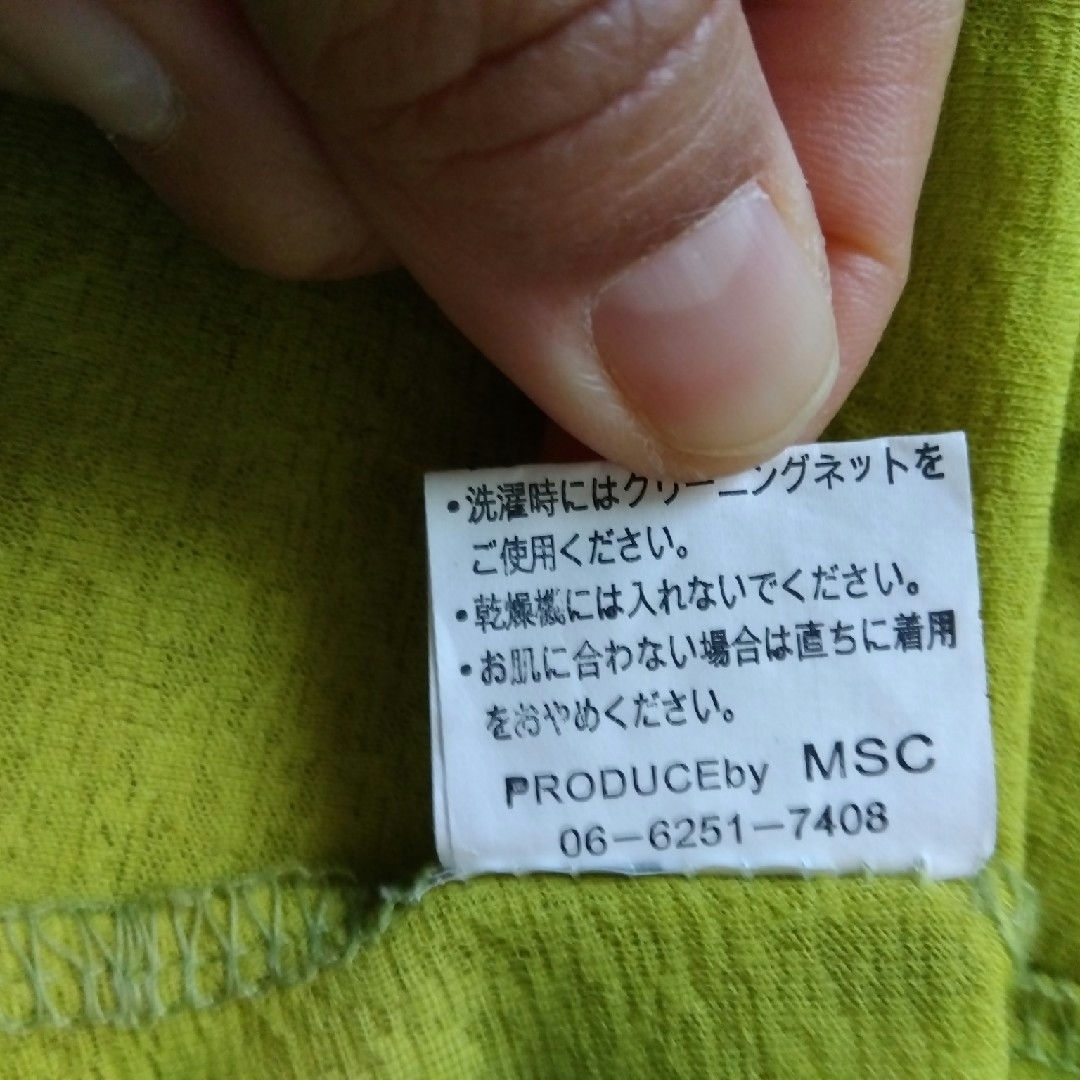 ・洗濯時にはクリーニングネットを
ご使用ください。
・乾燥機には入れないでください。
・お肌に合わない場合は直ちに着用
をおやめください。
PRODUCEby MSC
06-6251-7408